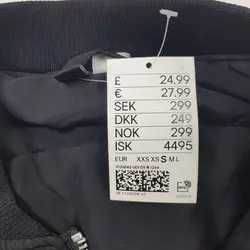 £ 24.99
€ 27.99
SEK 299
DKK 249
NOK 299
ISK 4495
EUR XXS XS S M L